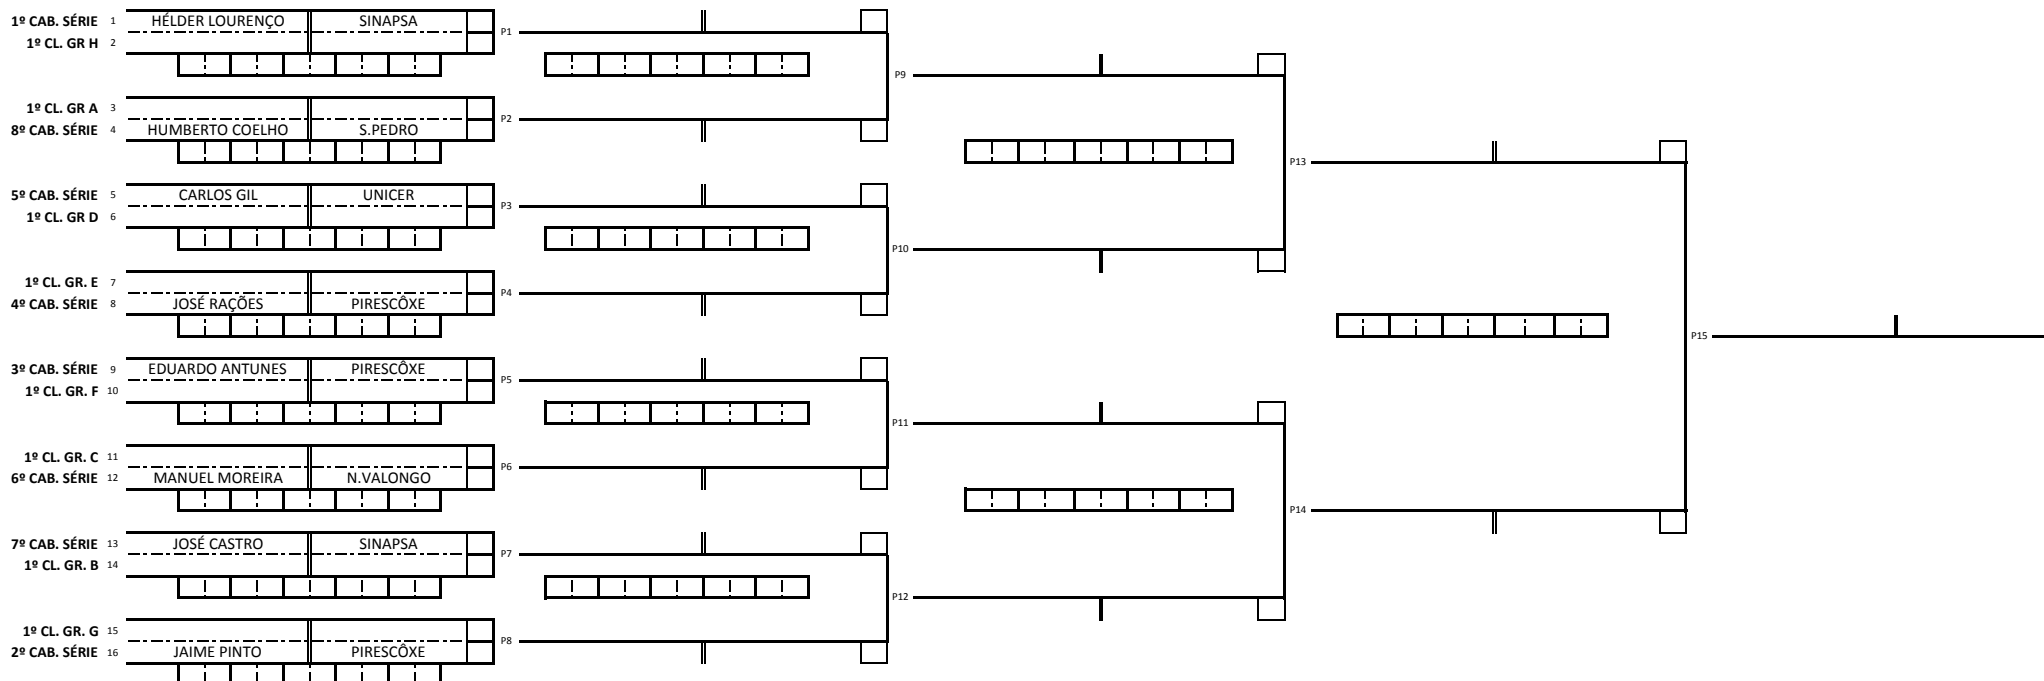 1º CAB. SÉRIE 1 HÉLDER LOURENÇO SINAPSA
P1
1º CL. GR H 2
P9
1º CL. GR A 3
P2
8º CAB. SÉRIE 4 HUMBERTO COELHO S.PEDRO
P13
5º CAB. SÉRIE 5 CARLOS GIL UNICER
P3
1º CL. GR D 6
P10
1º CL. GR. E 7
P4
4º CAB. SÉRIE 8 JOSÉ RAÇÕES PIRESCÔXE
P15
3º CAB. SÉRIE 9 EDUARDO ANTUNES PIRESCÔXE
P5
1º CL. GR. F 10
P11
1º CL. GR. C 11
P6
6º CAB. SÉRIE 12 MANUEL MOREIRA N.VALONGO
P14
7º CAB. SÉRIE 13 JOSÉ CASTRO SINAPSA
P7
1º CL. GR. B 14
P12
1º CL. GR. G 15
P8
2º CAB. SÉRIE 16 JAIME PINTO PIRESCÔXE